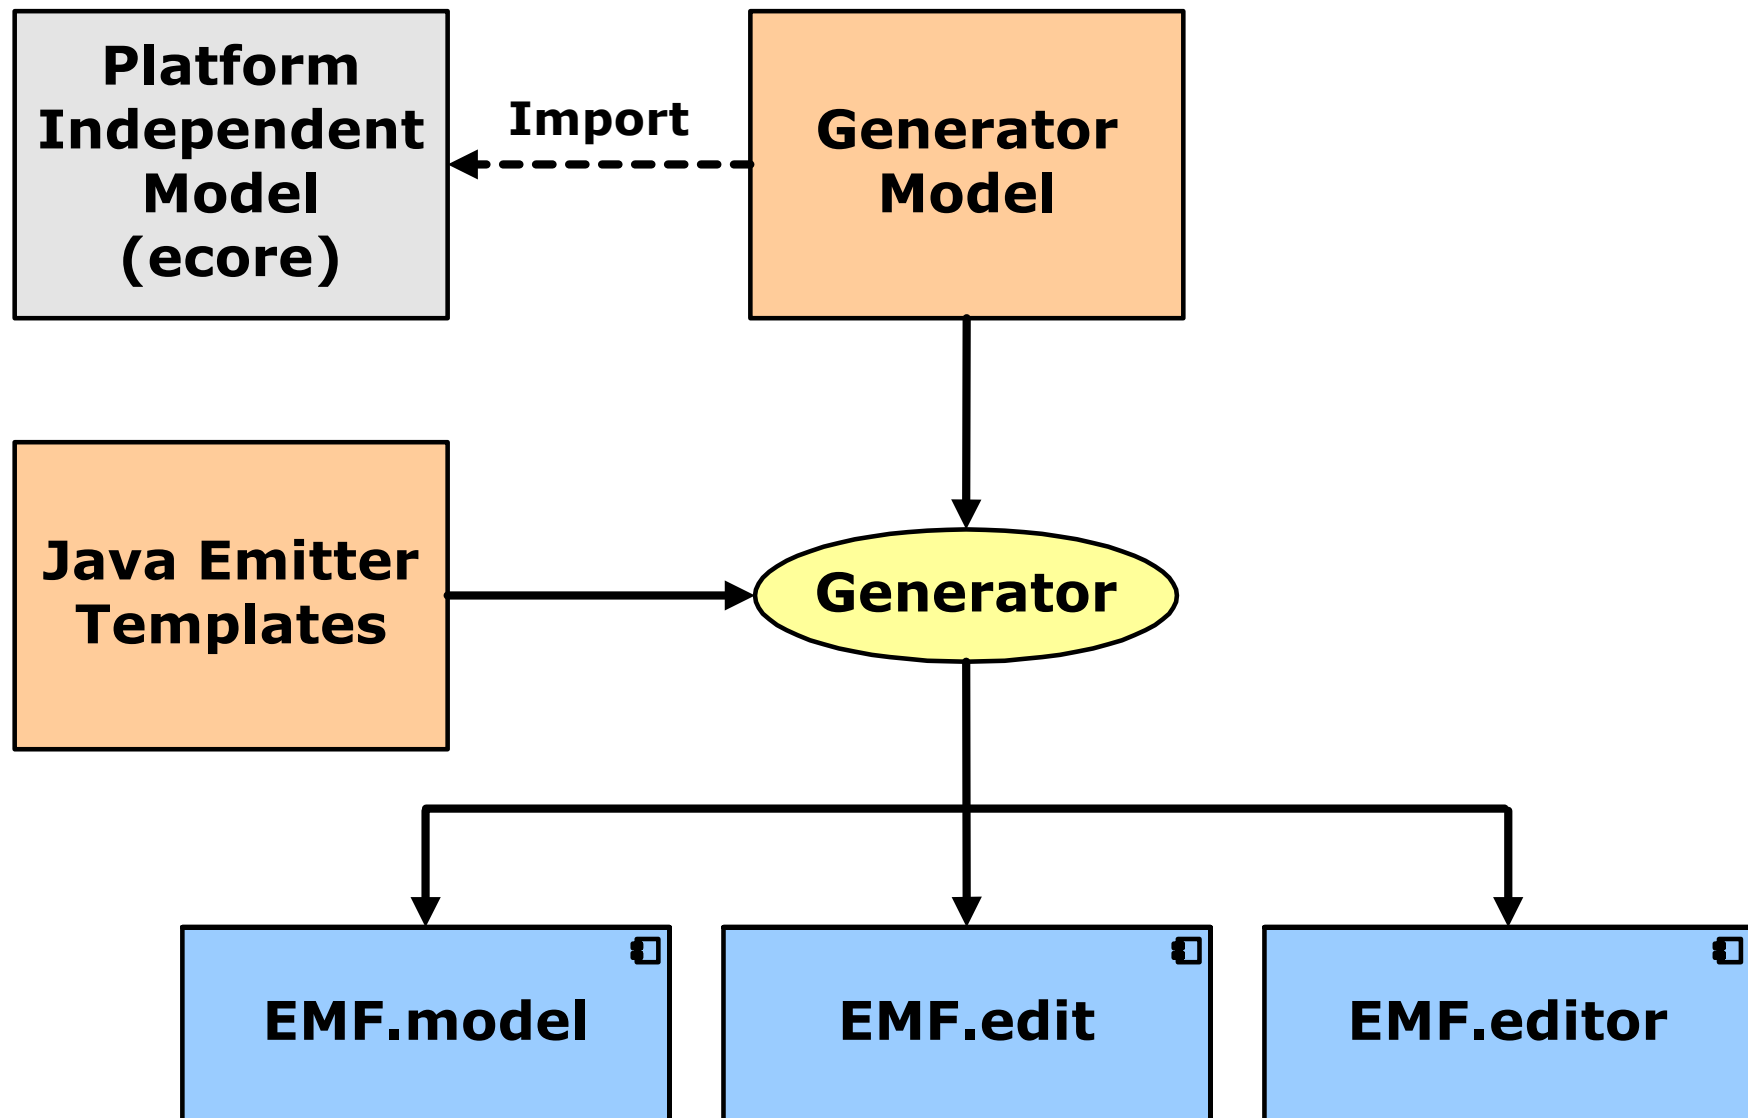 Platform
Independent
Model
(ecore)
Import
Generator
Model
Java Emitter
Templates
Generator
EMF.model
EMF.edit
EMF.editor